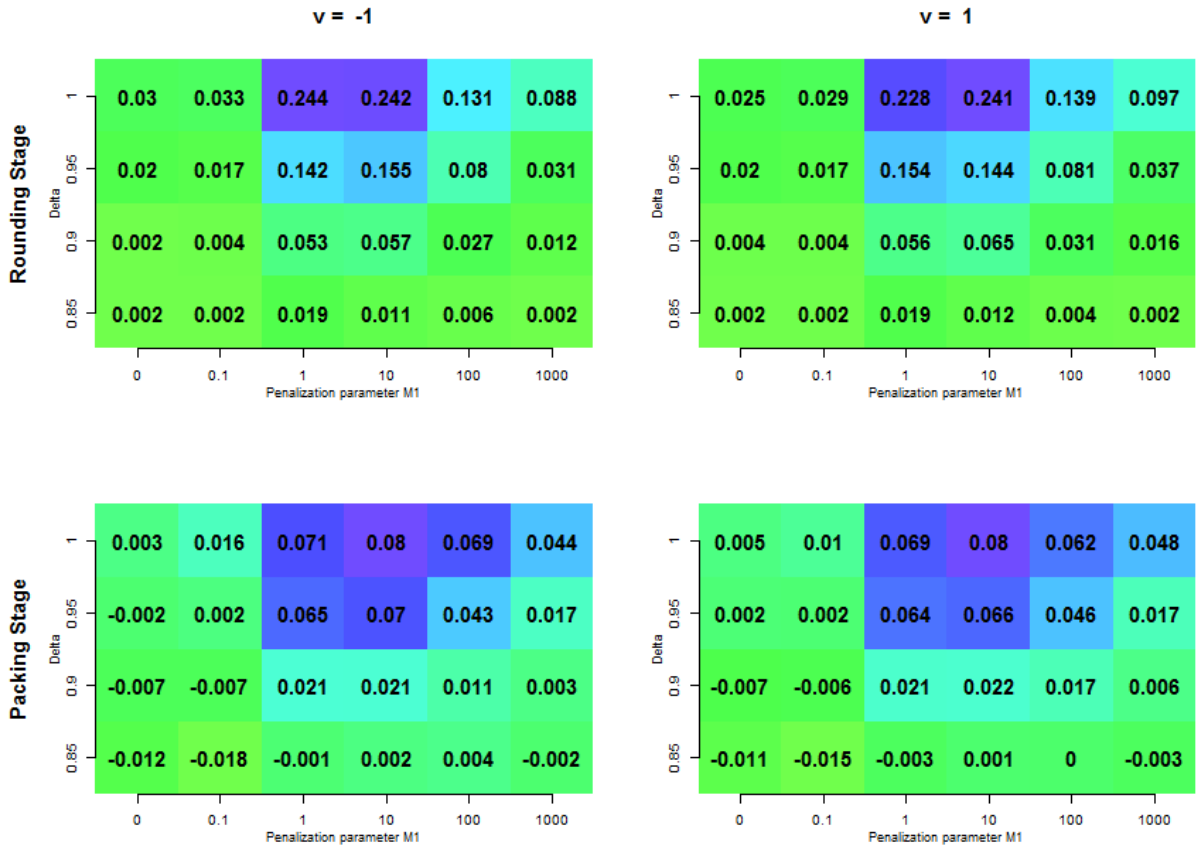 v = -1 v = 1
Rounding Stage
Delta
1 0.03 0.033 0.244 0.242 0.131 0.088
0.95 0.02 0.017 0.142 0.155 0.08 0.031
0.9 0.002 0.004 0.053 0.057 0.027 0.012
0.85 0.002 0.002 0.019 0.011 0.006 0.002
0 0.1 1 10 100 1000
Penalization parameter M1
Delta
1 0.025 0.029 0.228 0.241 0.139 0.097
0.95 0.02 0.017 0.154 0.144 0.081 0.037
0.9 0.004 0.004 0.056 0.065 0.031 0.016
0.85 0.002 0.002 0.019 0.012 0.004 0.002
0 0.1 1 10 100 1000
Penalization parameter M1
Packing Stage
Delta
1 0.003 0.016 0.071 0.08 0.069 0.044
0.95 -0.002 0.002 0.065 0.07 0.043 0.017
0.9 -0.007 -0.007 0.021 0.021 0.011 0.003
0.85 -0.012 -0.018 -0.001 0.002 0.004 -0.002
0 0.1 1 10 100 1000
Penalization parameter M1
Delta
1 0.005 0.01 0.069 0.08 0.062 0.048
0.95 0.002 0.002 0.064 0.066 0.046 0.017
0.9 -0.007 -0.006 0.021 0.022 0.017 0.006
0.85 -0.011 -0.015 -0.003 0.001 0 -0.003
0 0.1 1 10 100 1000
Penalization parameter M1